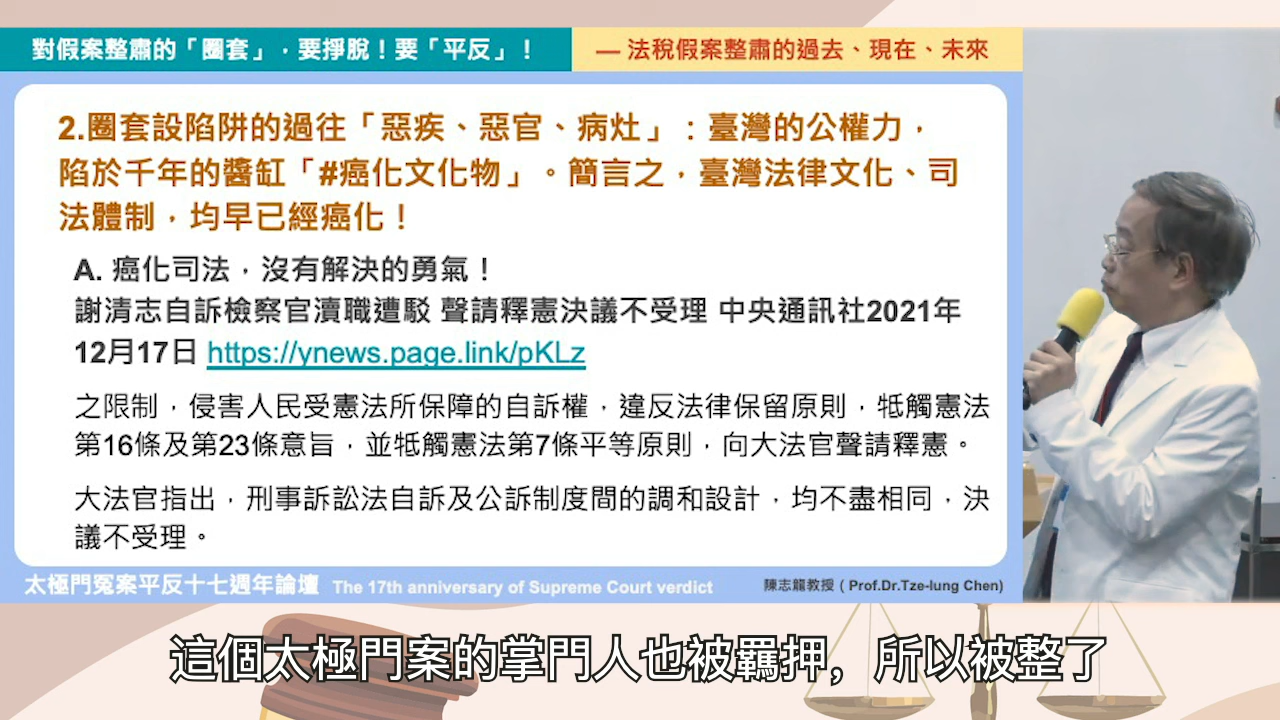 對假案整肅的「圈套」，要掙脫！要「平反」！
— 法稅假案整肅的過去、現在、未來
2.圈套設陷阱的過往「惡疾、惡官、病灶」：臺灣的公權力，
陷於千年的醬缸「#癌化文化物」。簡言之，臺灣法律文化、司
法體制，均早已經癌化！
A. 癌化司法，沒有解決的勇氣！
謝清志自訴檢察官瀆職遭駁 聲請釋憲決議不受理 中央通訊社2021年
12月17日 https://ynews.page.link/pKLz
之限制，侵害人民受憲法所保障的自訴權，違反法律保留原則，牴觸憲法
第16條及第23條意旨，並牴觸憲法第7條平等原則，向大法官聲請釋憲。
大法官指出，刑事訴訟法自訴及公訴制度間的調和設計，均不盡相同，決
議不受理。
太極門冤案平反十七週年論壇 The 17th anniversary of Supreme Court verdict
陳志龍教授（Prof.Dr.Tze-lung Chen)
這個太極門案的掌門人也被羈押，所以被整了